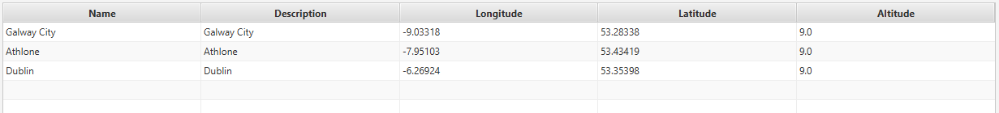 Name Description Longitude Latitude Altitude
Galway City Galway City -9.03318 53.28338 9.0
Athlone Athlone -7.95103 53.43419 9.0
Dublin Dublin -6.26924 53.35398 9.0